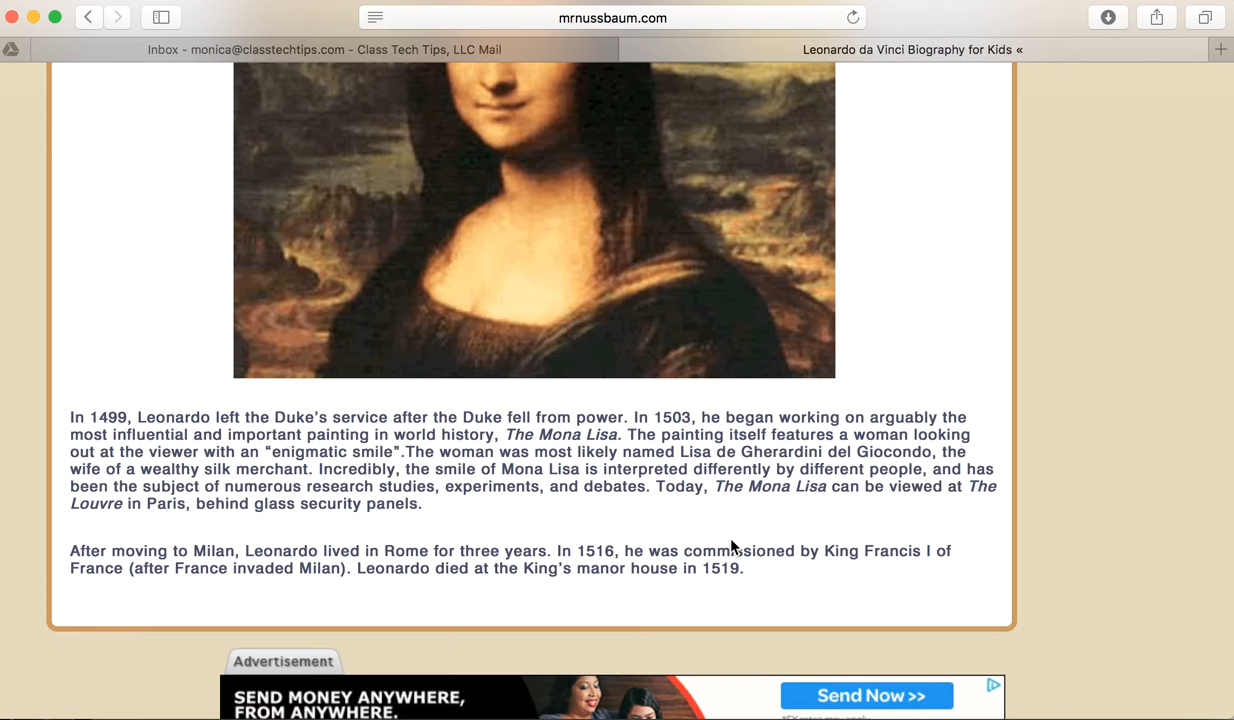 mrnussbaum.com
Inbox - monica@classtechtips.com - Class Tech Tips, LLC Mail
Leonardo da Vinci Biography for Kids «
In 1499, Leonardo left the Duke's service after the Duke fell from power. In 1503, he began working on arguably the
most influential and important painting in world history, The Mona Lisa. The painting itself features a woman looking
out at the viewer with an “enigmatic smile”.The woman was most likely named Lisa de Gherardini del Giocondo, the
wife of a wealthy silk merchant. Incredibly, the smile of Mona Lisa is interpreted differently by different people, and has
been the subject of numerous research studies, experiments, and debates. Today, The Mona Lisa can be viewed at The
Louvre in Paris, behind glass security panels.
After moving to Milan, Leonardo lived in Rome for three years. In 1516, he was commissioned by King Francis I of
France (after France invaded Milan). Leonardo died at the King's manor house in 1519.
Advertisement
SEND MONEY ANYWHERE,
FROM ANYWHERE.
Send Now >>